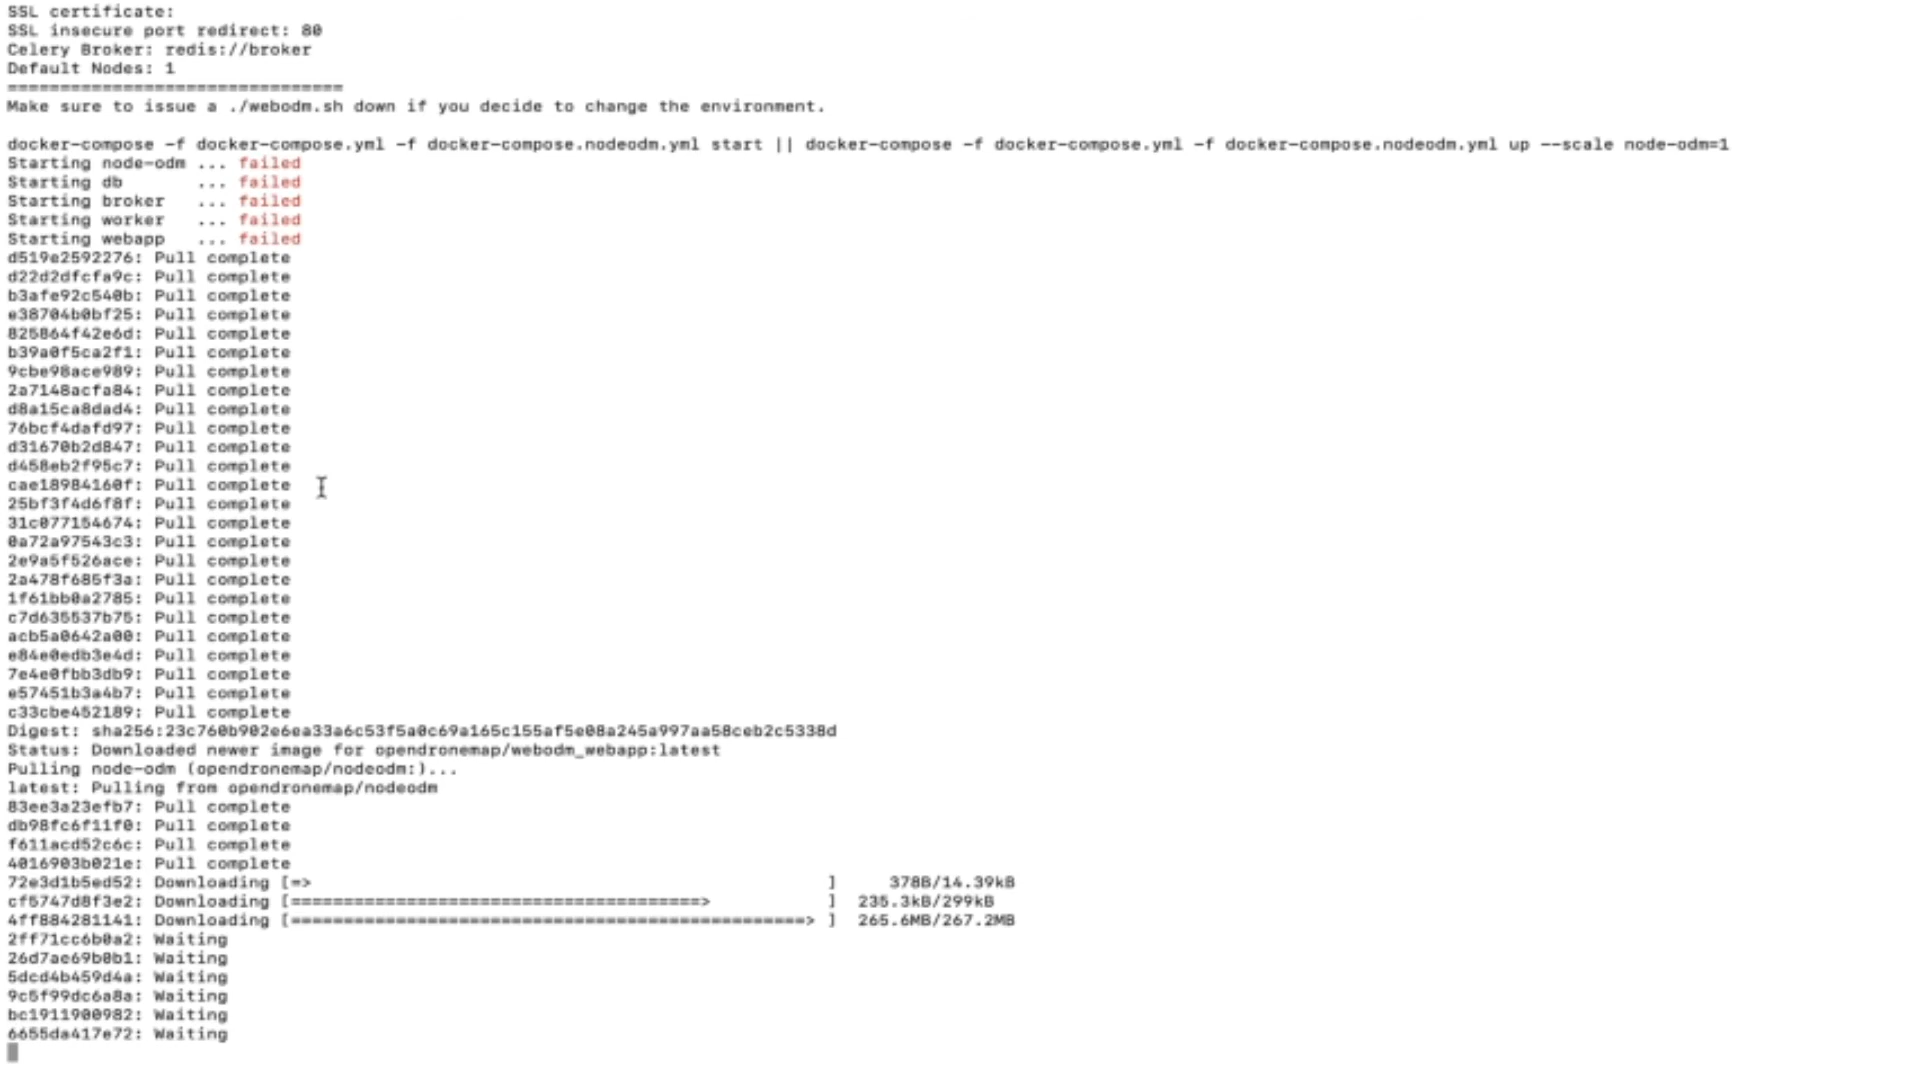 SSL certificate:
SSL insecure port redirect: 80
Celery Broker: redis://broker
Default Nodes: 1
================================
Make sure to issue a ./webodm.sh down if you decide to change the environment.
docker-compose -f docker-compose.yml -f docker-compose.nodeodm.yml start || docker-compose -f docker-compose.yml -f docker-compose.nodeodm.yml up --scale node-odm=1
Starting node-odm ... failed
Starting db       ... failed
Starting broker   ... failed
Starting worker   ... failed
Starting webapp   ... failed
d519e2592276: Pull complete
d22d2dfcfa9c: Pull complete
b3afe92c540b: Pull complete
e38704b0bf25: Pull complete
825864f42e6d: Pull complete
b39a0f5ca2f1: Pull complete
9cbe98ace989: Pull complete
2a7148acfa84: Pull complete
d8a15ca8dad4: Pull complete
76bcf4dafd97: Pull complete
d31670b2d847: Pull complete
d458eb2f95c7: Pull complete
cae18984160f: Pull complete
25bf3f4d6f8f: Pull complete
31c077154674: Pull complete
0a72a97543c3: Pull complete
2e9a5f526ace: Pull complete
2a478f685f3a: Pull complete
1f61bb0a2785: Pull complete
c7d635537b75: Pull complete
acb5a0642a00: Pull complete
e84e0edb3e4d: Pull complete
7e4e0fbb3db9: Pull complete
e57451b3a4b7: Pull complete
c33cbe452189: Pull complete
Digest: sha256:23c760b902e6ea33a6c53f5a0c69a165c155af5e08a245a997aa58ceb2c5338d
Status: Downloaded newer image for opendronemap/webodm_webapp:latest
Pulling node-odm (opendronemap/nodeodm:)...
latest: Pulling from opendronemap/nodeodm
83ee3a23efb7: Pull complete
db98fc6f11f0: Pull complete
f611acd52c6c: Pull complete
4016903b021e: Pull complete
72e3d1b5ed52: Downloading [=>                                                 ]     378B/14.39kB
cf5747d8f3e2: Downloading [=======================================>           ]  235.3kB/299kB
4ff884281141: Downloading [=================================================> ]  265.6MB/267.2MB
2ff71cc6b0a2: Waiting
26d7ae69b0b1: Waiting
5dcd4b459d4a: Waiting
9c5f99dc6a8a: Waiting
bc1911900982: Waiting
6655da417e72: Waiting